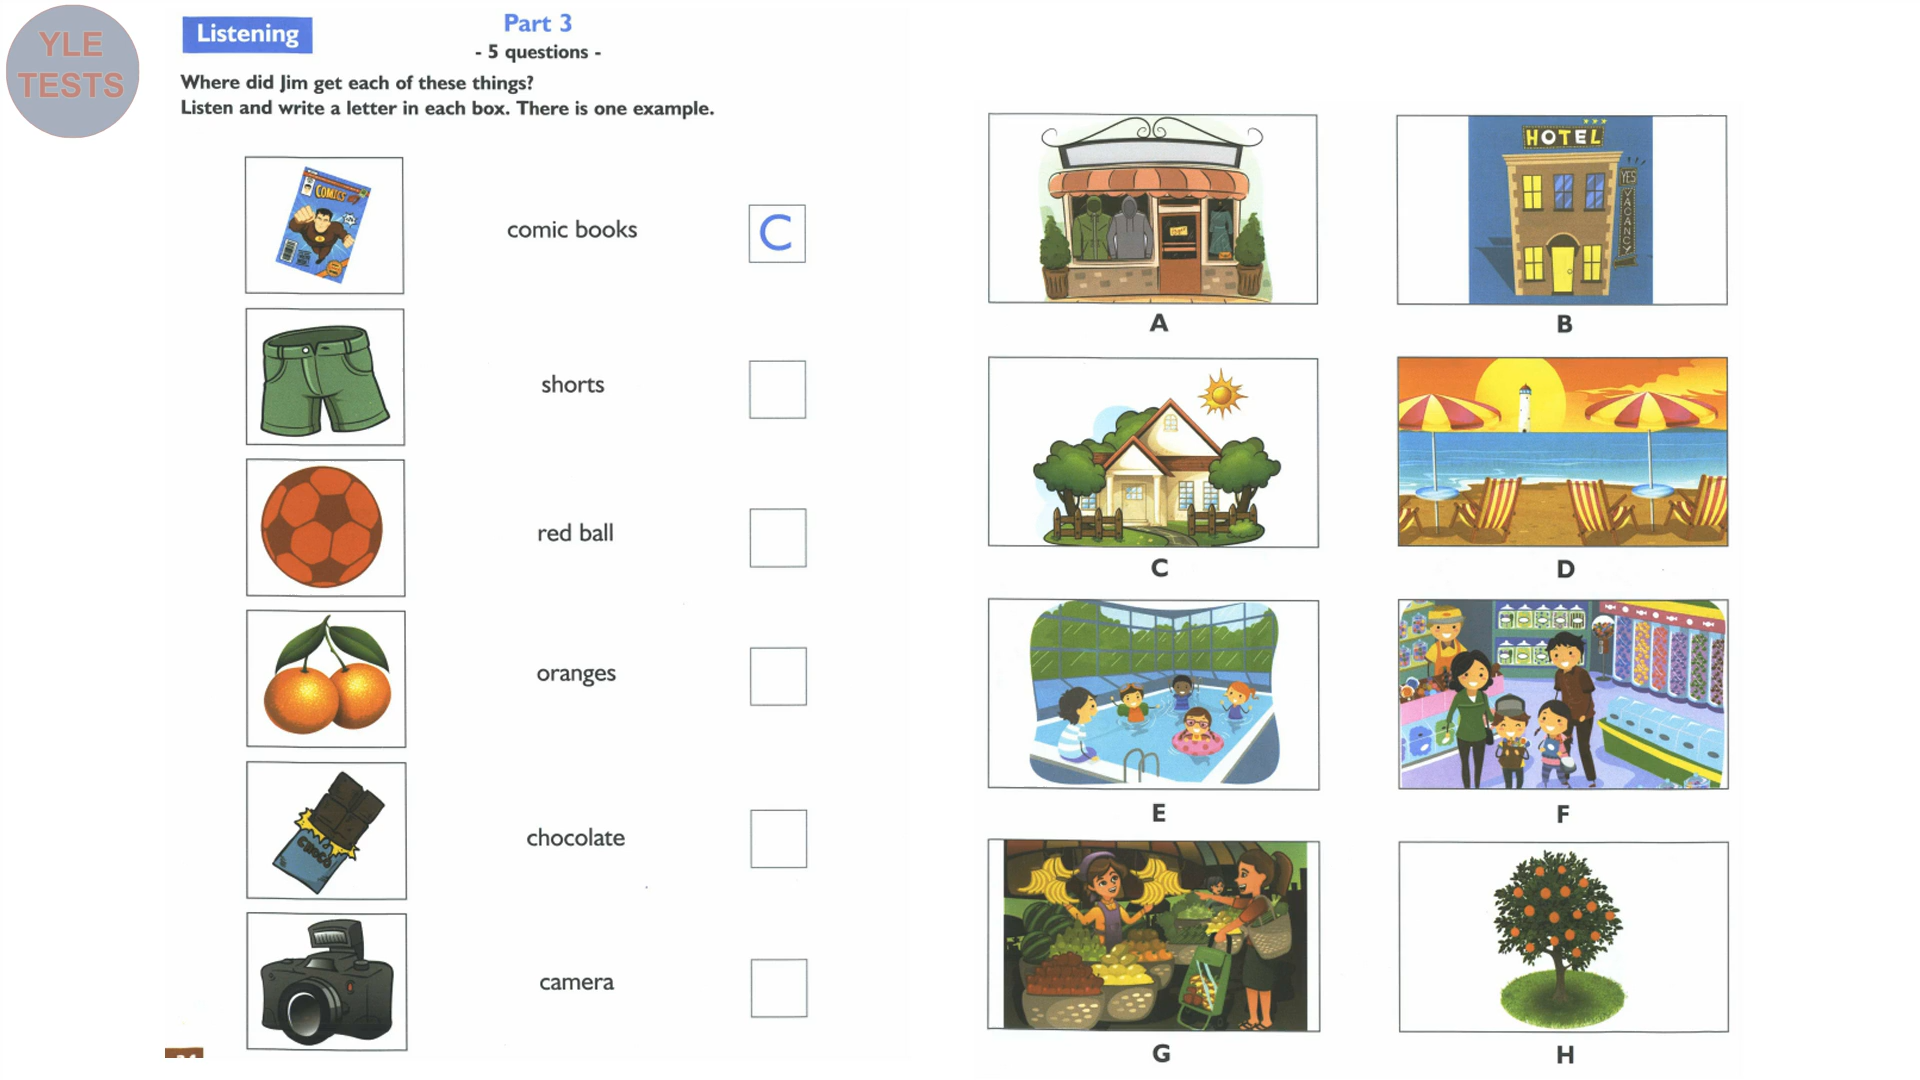 YLE
TESTS
Listening
Part 3
- 5 questions -
Where did Jim get each of these things?
Listen and write a letter in each box. There is one example.
COMICS
comic books
C
shorts
red ball
oranges
CHOCO
chocolate
camera
HOTEL
YES
VACANCY
A
B
C
D
E
F
G
H